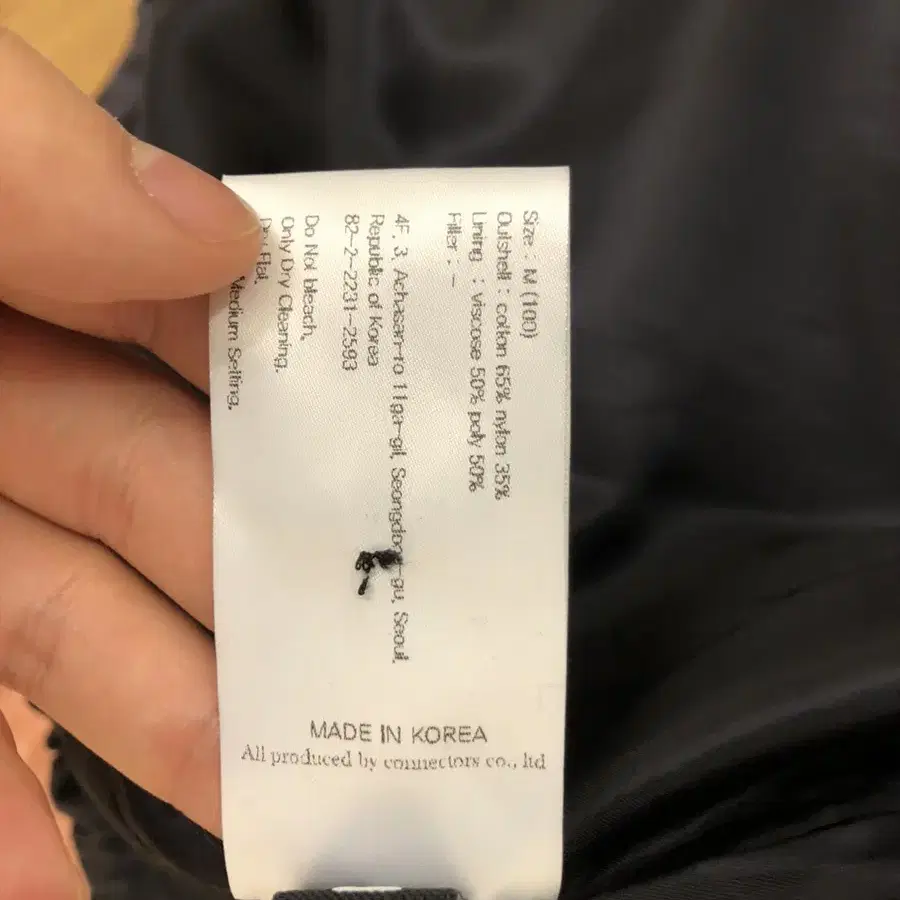 Size : M (100)
Outshell : cotton 65% nylon 35%
Lining : viscose 50% poly 50%
Filler : -
4F, 3, Achasan-ro 11ga-gil, Seongdong-gu, Seoul,
Republic of Korea
82-2-2231-2593
Do Not bleach,
Only Dry Cleaning.
Dry Flat,
Medium Setting,
MADE IN KOREA
All produced by connectors co., ltd